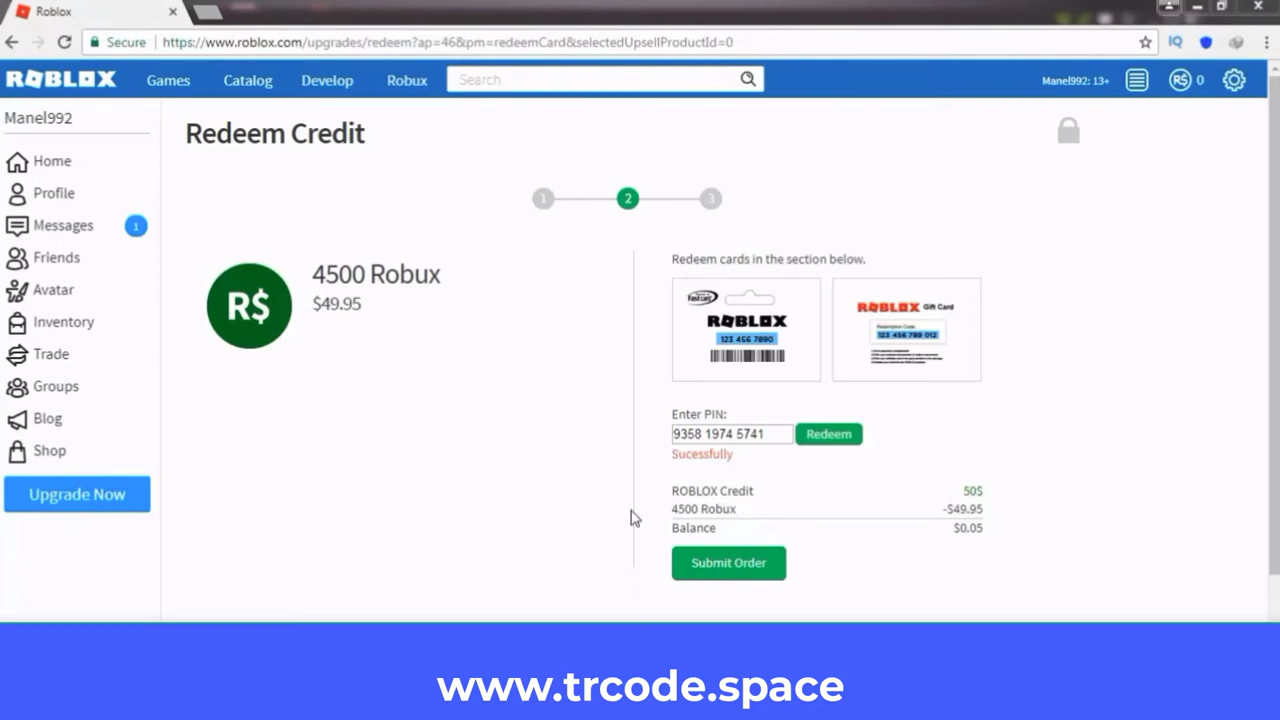 Roblox
Secure https://www.roblox.com/upgrades/redeem?ap=46&pm=redeemCard&selectedUpsellProductId=0
ROBLOX Games Catalog Develop Robux Search Manel992: 13+ R$ 0
Manel992
Home
Profile
Messages 1
Friends
Avatar
Inventory
Trade
Groups
Blog
Shop
Upgrade Now
Redeem Credit
1 2 3
R$
4500 Robux
$49.95
Redeem cards in the section below.
Fastcard
ROBLOX
123 456 7890
ROBLOX Gift Card
Redemption Code
123 456 789 012
Enter PIN:
9358 1974 5741 Redeem
Sucessfully
ROBLOX Credit 50$
4500 Robux -$49.95
Balance $0.05
Submit Order
www.trcode.space